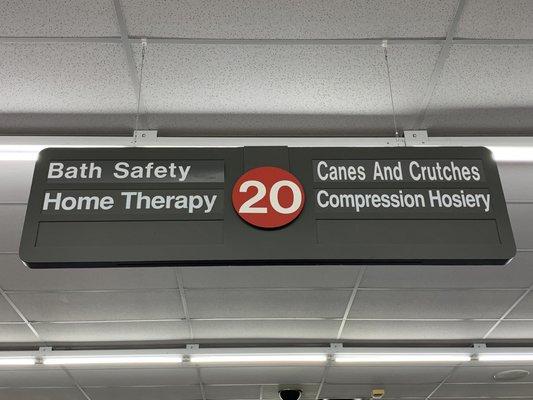 Bath Safety
Home Therapy
20
Canes And Crutches
Compression Hosiery